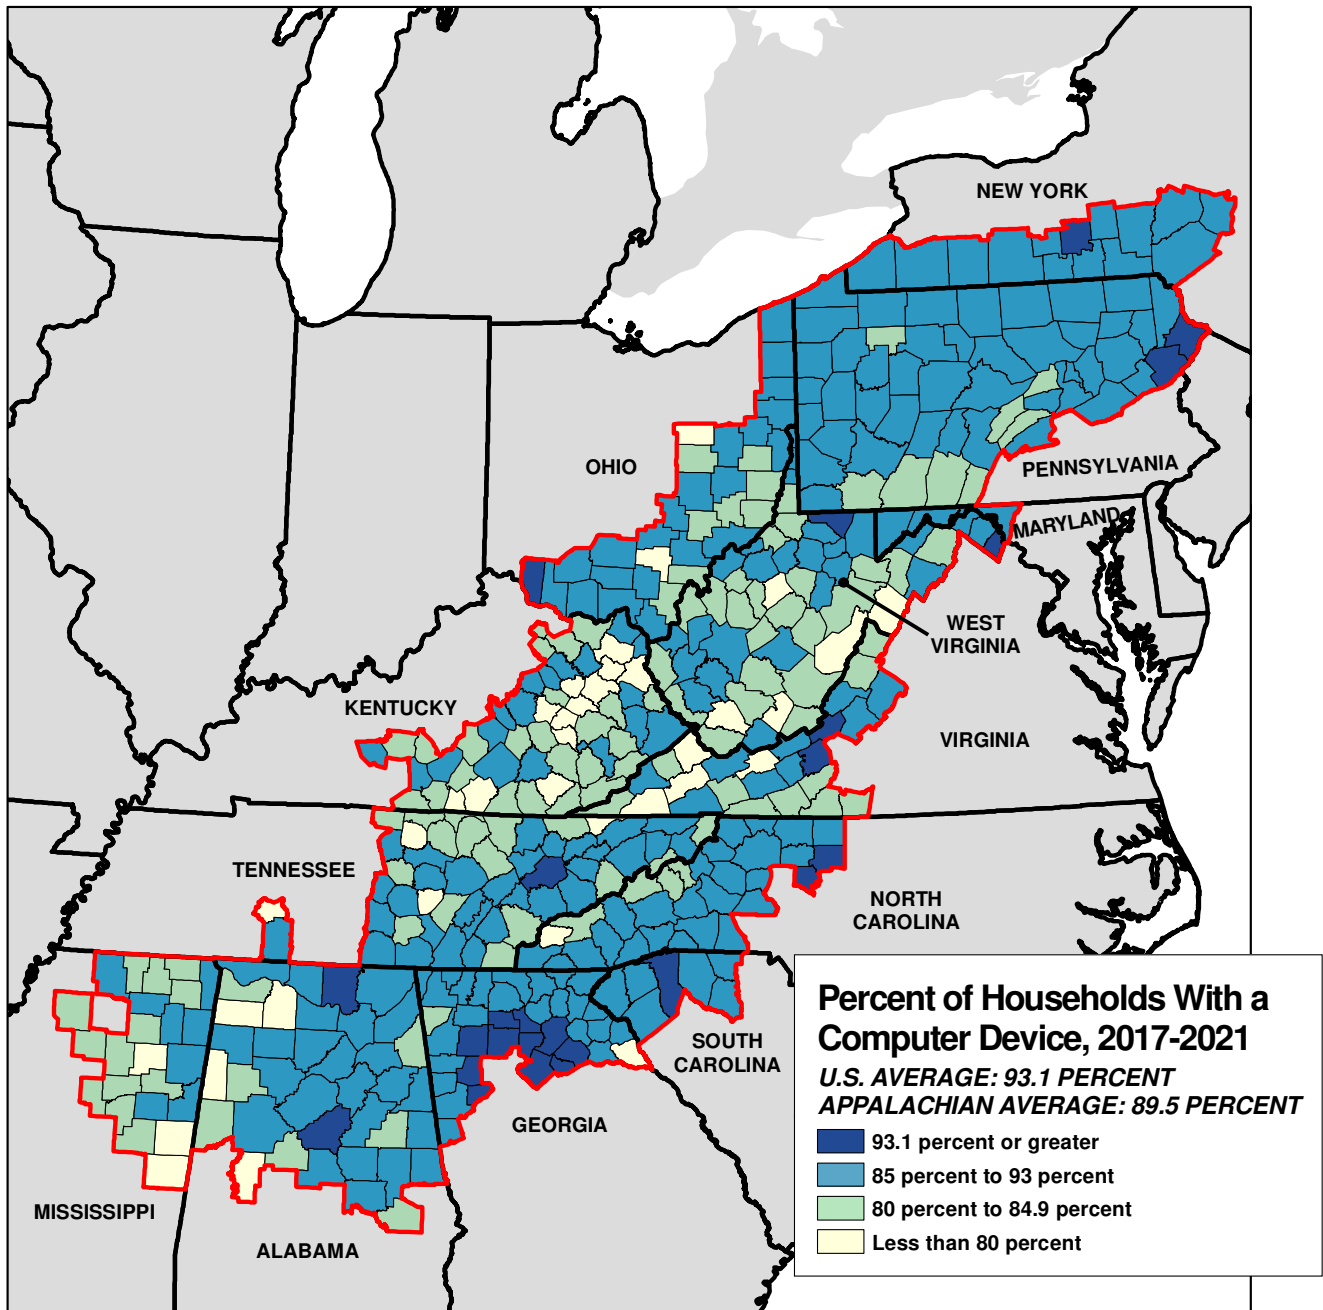 NEW YORK
OHIO
PENNSYLVANIA
MARYLAND
WEST
VIRGINIA
KENTUCKY
VIRGINIA
TENNESSEE
NORTH
CAROLINA
SOUTH
CAROLINA
GEORGIA
MISSISSIPPI
ALABAMA
Percent of Households With a
Computer Device, 2017-2021
U.S. AVERAGE: 93.1 PERCENT
APPALACHIAN AVERAGE: 89.5 PERCENT
93.1 percent or greater
85 percent to 93 percent
80 percent to 84.9 percent
Less than 80 percent